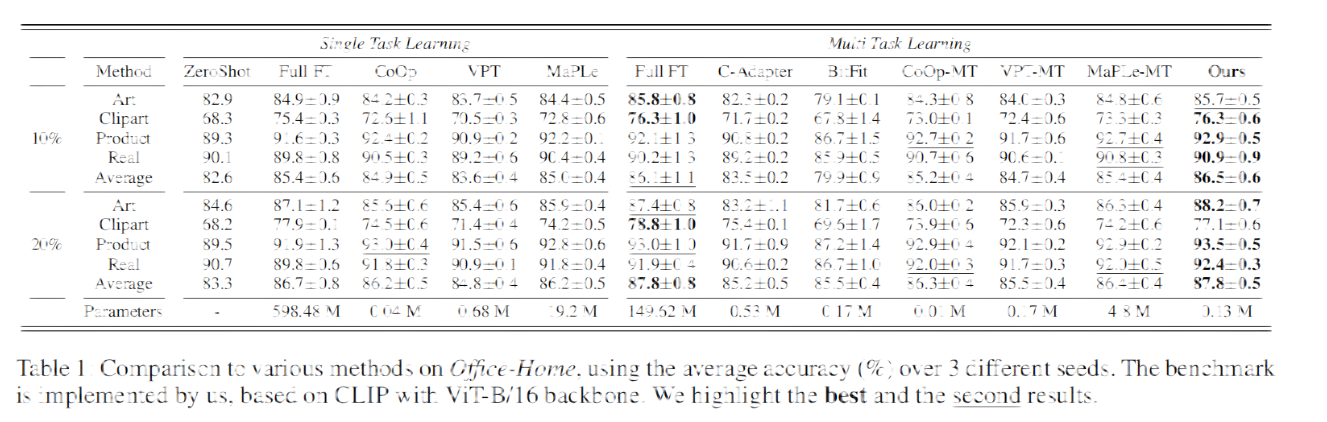 Single Task Learning Multi Task Learning
Method ZeroShot Full FT CoOp VPT MaPLe Full FT C-Adapter BitFit CoOp-MT VPT-MT MaPLe-MT Ours
Art 82.9 84.9±0.9 84.2±0.3 83.7±0.5 84.4±0.5 85.8±0.8 82.3±0.2 79.1±0.1 84.3±0.8 84.0±0.3 84.8±0.6 85.7±0.5
Clipart 68.3 75.4±0.3 72.6±1.1 70.5±0.3 72.8±0.6 76.3±1.0 71.7±0.2 67.8±1.4 73.0±0.1 72.4±0.6 73.3±0.3 76.3±0.6
10% Product 89.3 91.6±0.3 92.4±0.2 90.9±0.2 92.2±0.1 92.1±1.3 90.8±0.2 86.7±1.5 92.7±0.2 91.7±0.6 92.7±0.4 92.9±0.5
Real 90.1 89.8±0.8 90.5±0.3 89.2±0.6 90.4±0.4 90.2±1.3 89.2±0.2 85.9±0.5 90.7±0.6 90.6±0.1 90.8±0.3 90.9±0.9
Average 82.6 85.4±0.6 84.9±0.5 83.6±0.4 85.0±0.4 86.1±1.1 83.5±0.2 79.9±0.9 85.2±0.4 84.7±0.4 85.4±0.4 86.5±0.6
Art 84.6 87.1±1.2 85.6±0.6 85.4±0.6 85.9±0.4 87.4±0.8 83.2±1.1 81.7±0.6 86.0±0.2 85.9±0.3 86.3±0.4 88.2±0.7
Clipart 68.2 77.9±0.1 74.5±0.6 71.4±0.4 74.2±0.5 78.8±1.0 75.4±0.1 69.6±1.7 73.9±0.6 72.3±0.6 74.2±0.6 77.1±0.6
20% Product 89.5 91.9±1.3 93.0±0.4 91.5±0.6 92.8±0.6 93.0±1.0 91.7±0.9 87.2±1.4 92.9±0.4 92.1±0.2 92.9±0.2 93.5±0.5
Real 90.7 89.8±0.6 91.8±0.3 90.9±0.1 91.8±0.4 91.9±0.4 90.6±0.2 86.7±1.0 92.0±0.3 91.7±0.3 92.0±0.5 92.4±0.3
Average 83.3 86.7±0.8 86.2±0.5 84.8±0.4 86.2±0.5 87.8±0.8 85.2±0.5 85.5±0.4 86.3±0.4 85.5±0.4 86.4±0.4 87.8±0.5
Parameters - 598.48 M 0.04 M 0.68 M 19.2 M 149.62 M 0.53 M 0.17 M 0.01 M 0.17 M 4.8 M 0.13 M
Table 1. Comparison to various methods on Office-Home, using the average accuracy (%) over 3 different seeds. The benchmark
is implemented by us, based on CLIP with ViT-B/16 backbone. We highlight the best and the second results.